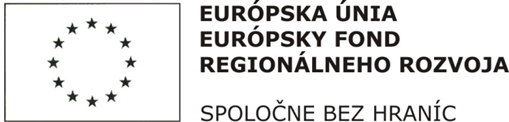 EURÓPSKA ÚNIA
EURÓPSKY FOND
REGIONÁLNEHO ROZVOJA
SPOLOČNE BEZ HRANÍC